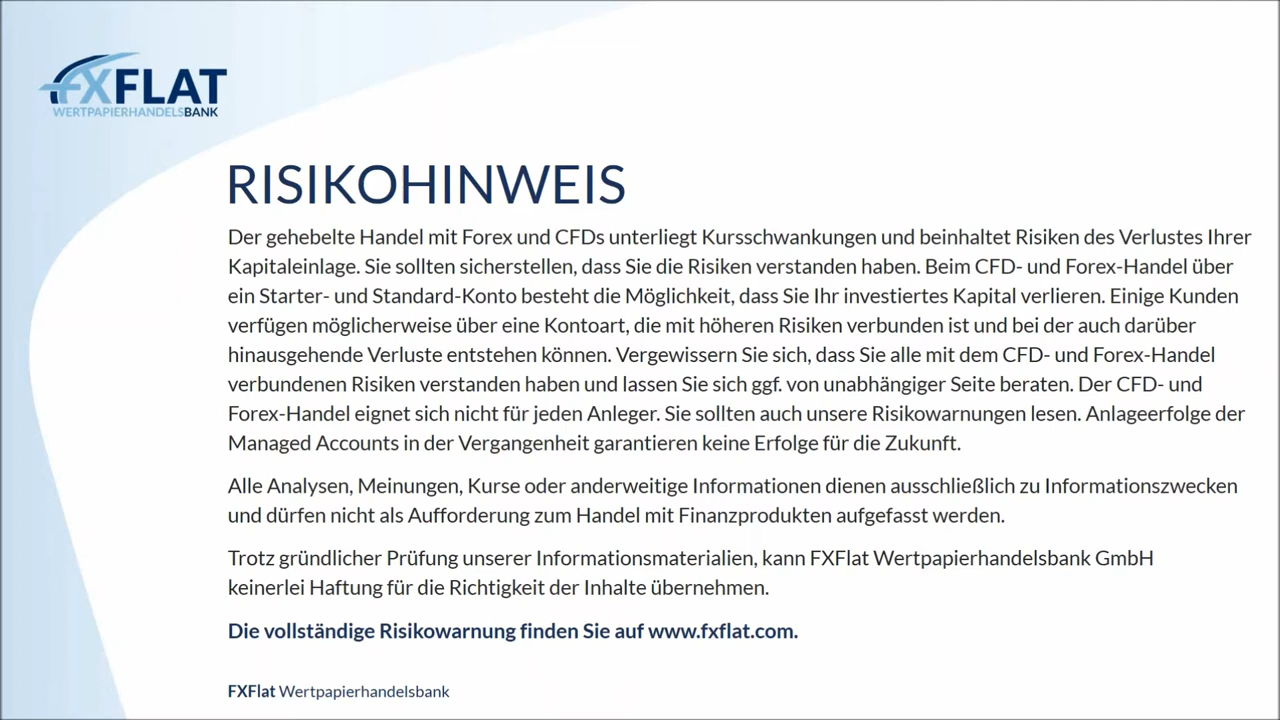 FXFLAT
WERTPAPIERHANDELSBANK
RISIKOHINWEIS
Der gehebelte Handel mit Forex und CFDs unterliegt Kursschwankungen und beinhaltet Risiken des Verlustes Ihrer
Kapitaleinlage. Sie sollten sicherstellen, dass Sie die Risiken verstanden haben. Beim CFD- und Forex-Handel über
ein Starter- und Standard-Konto besteht die Möglichkeit, dass Sie Ihr investiertes Kapital verlieren. Einige Kunden
verfügen möglicherweise über eine Kontoart, die mit höheren Risiken verbunden ist und bei der auch darüber
hinausgehende Verluste entstehen können. Vergewissern Sie sich, dass Sie alle mit dem CFD- und Forex-Handel
verbundenen Risiken verstanden haben und lassen Sie sich ggf. von unabhängiger Seite beraten. Der CFD- und
Forex-Handel eignet sich nicht für jeden Anleger. Sie sollten auch unsere Risikowarnungen lesen. Anlageerfolge der
Managed Accounts in der Vergangenheit garantieren keine Erfolge für die Zukunft.
Alle Analysen, Meinungen, Kurse oder anderweitige Informationen dienen ausschließlich zu Informationszwecken
und dürfen nicht als Aufforderung zum Handel mit Finanzprodukten aufgefasst werden.
Trotz gründlicher Prüfung unserer Informationsmaterialien, kann FXFlat Wertpapierhandelsbank GmbH
keinerlei Haftung für die Richtigkeit der Inhalte übernehmen.
Die vollständige Risikowarnung finden Sie auf www.fxflat.com.
FXFlat Wertpapierhandelsbank